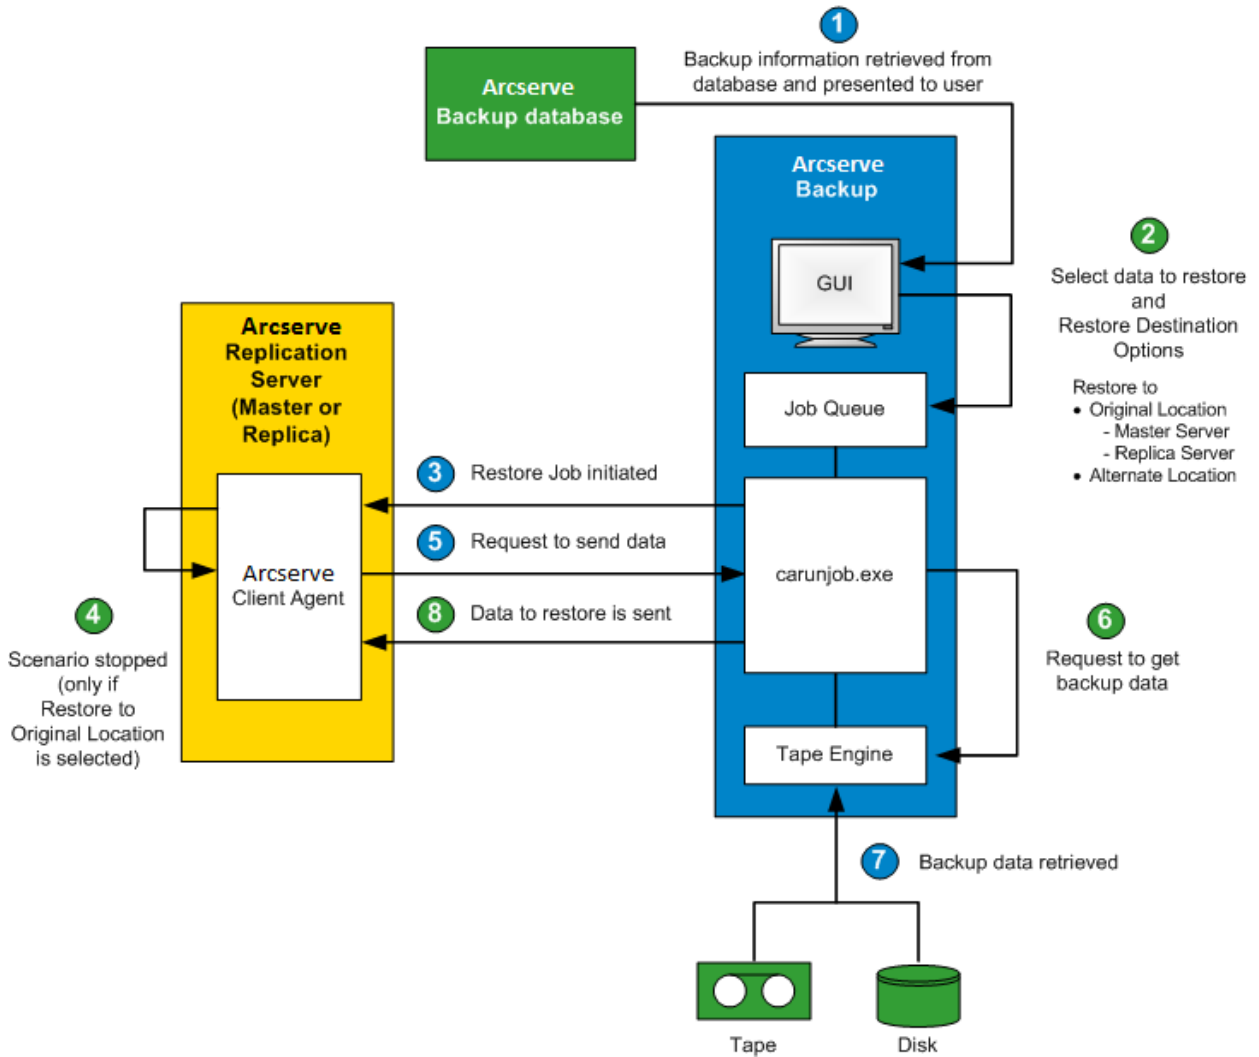 1
Backup information retrieved from
database and presented to user
Arcserve
Backup database
Arcserve
Backup
2
Select data to restore
and
Restore Destination
Options
Restore to
• Original Location
- Master Server
- Replica Server
• Alternate Location
GUI
Job Queue
Arcserve
Replication
Server
(Master or
Replica)
3 Restore Job initiated
5 Request to send data
8 Data to restore is sent
Arcserve
Client Agent
carunjob.exe
4
Scenario stopped
(only if
Restore to
Original Location
is selected)
6
Request to get
backup data
Tape Engine
7 Backup data retrieved
Tape
Disk